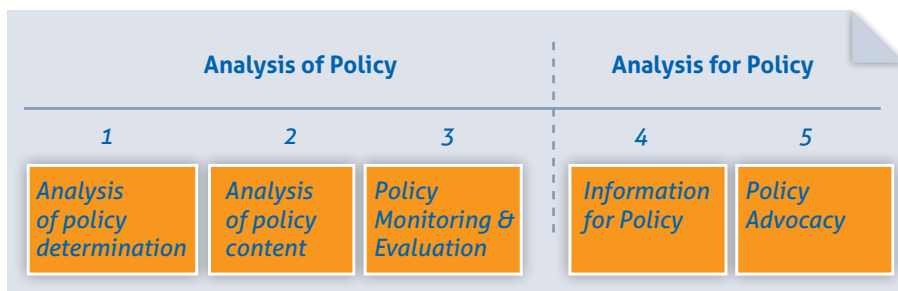 Analysis of Policy
Analysis for Policy
1
2
3
4
5
Analysis
of policy
determination
Analysis
of policy
content
Policy
Monitoring &
Evaluation
Information
for Policy
Policy
Advocacy